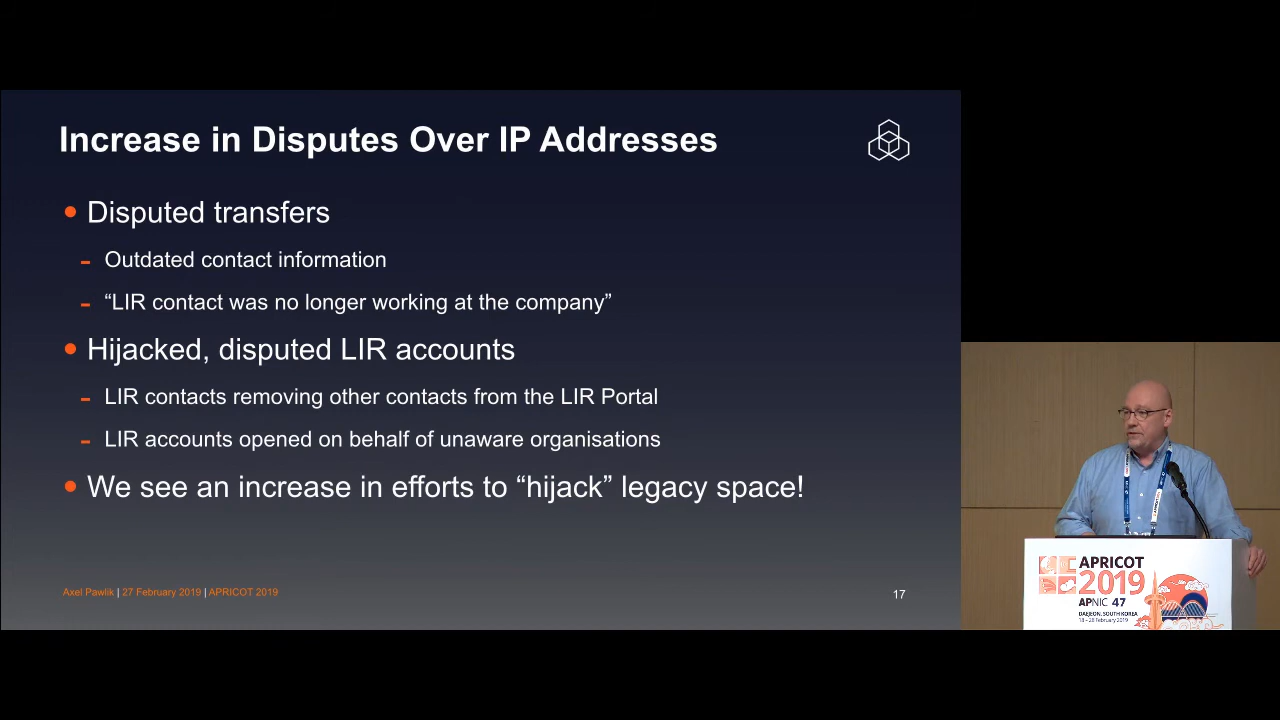 Increase in Disputes Over IP Addresses
• Disputed transfers
- Outdated contact information
- “LIR contact was no longer working at the company”
• Hijacked, disputed LIR accounts
- LIR contacts removing other contacts from the LIR Portal
- LIR accounts opened on behalf of unaware organisations
• We see an increase in efforts to “hijack” legacy space!
Axel Pawlik | 27 February 2019 | APRICOT 2019
17
APRICOT
2019
APNIC 47
DAEJEON, SOUTH KOREA
18 – 28 February 2019